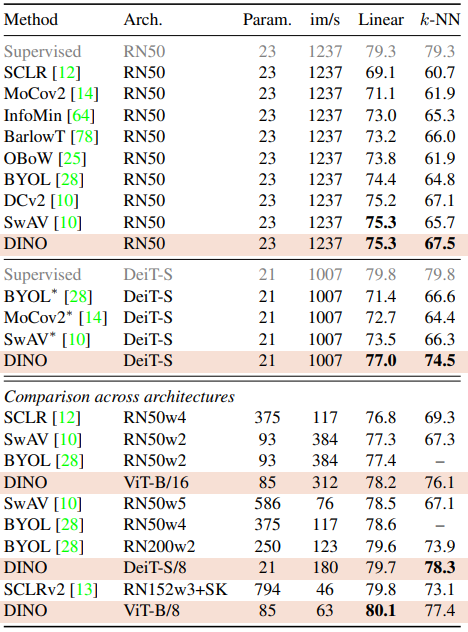 Method Arch. Param. im/s Linear k-NN
Supervised RN50 23 1237 79.3 79.3
SCLR [12] RN50 23 1237 69.1 60.7
MoCov2 [14] RN50 23 1237 71.1 61.9
InfoMin [64] RN50 23 1237 73.0 65.3
BarlowT [78] RN50 23 1237 73.2 66.0
OBoW [25] RN50 23 1237 73.8 61.9
BYOL [28] RN50 23 1237 74.4 64.8
DCv2 [10] RN50 23 1237 75.2 67.1
SwAV [10] RN50 23 1237 75.3 65.7
DINO RN50 23 1237 75.3 67.5
Supervised DeiT-S 21 1007 79.8 79.8
BYOL* [28] DeiT-S 21 1007 71.4 66.6
MoCov2* [14] DeiT-S 21 1007 72.7 64.4
SwAV* [10] DeiT-S 21 1007 73.5 66.3
DINO DeiT-S 21 1007 77.0 74.5
Comparison across architectures
SCLR [12] RN50w4 375 117 76.8 69.3
SwAV [10] RN50w2 93 384 77.3 67.3
BYOL [28] RN50w2 93 384 77.4 –
DINO ViT-B/16 85 312 78.2 76.1
SwAV [10] RN50w5 586 76 78.5 67.1
BYOL [28] RN50w4 375 117 78.6 –
BYOL [28] RN200w2 250 123 79.6 73.9
DINO DeiT-S/8 21 180 79.7 78.3
SCLRv2 [13] RN152w3+SK 794 46 79.8 73.1
DINO ViT-B/8 85 63 80.1 77.4